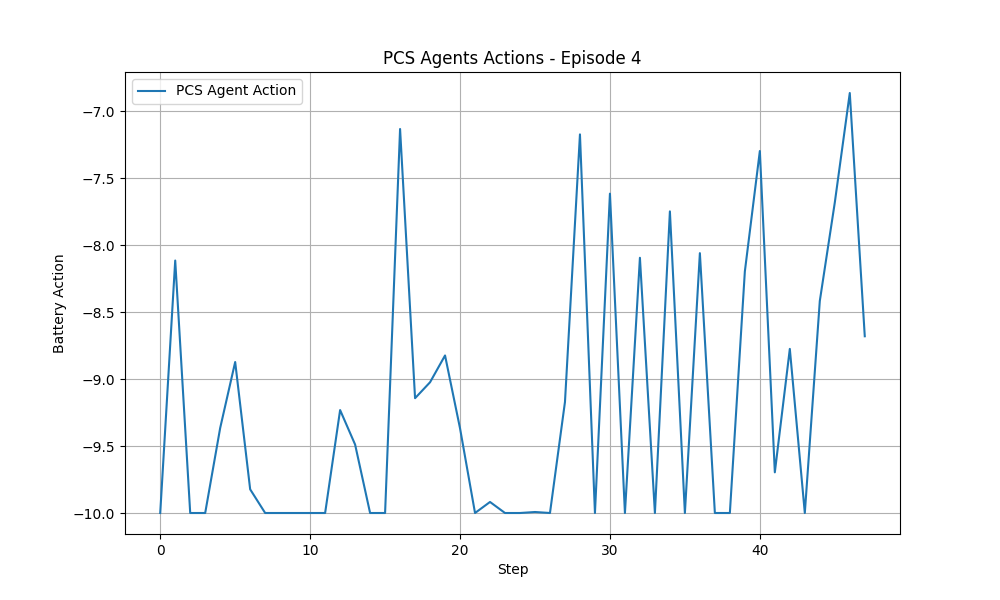 PCS Agents Actions - Episode 4
PCS Agent Action
−7.0
−7.5
−8.0
−8.5
−9.0
−9.5
−10.0
Battery Action
0 10 20 30 40
Step